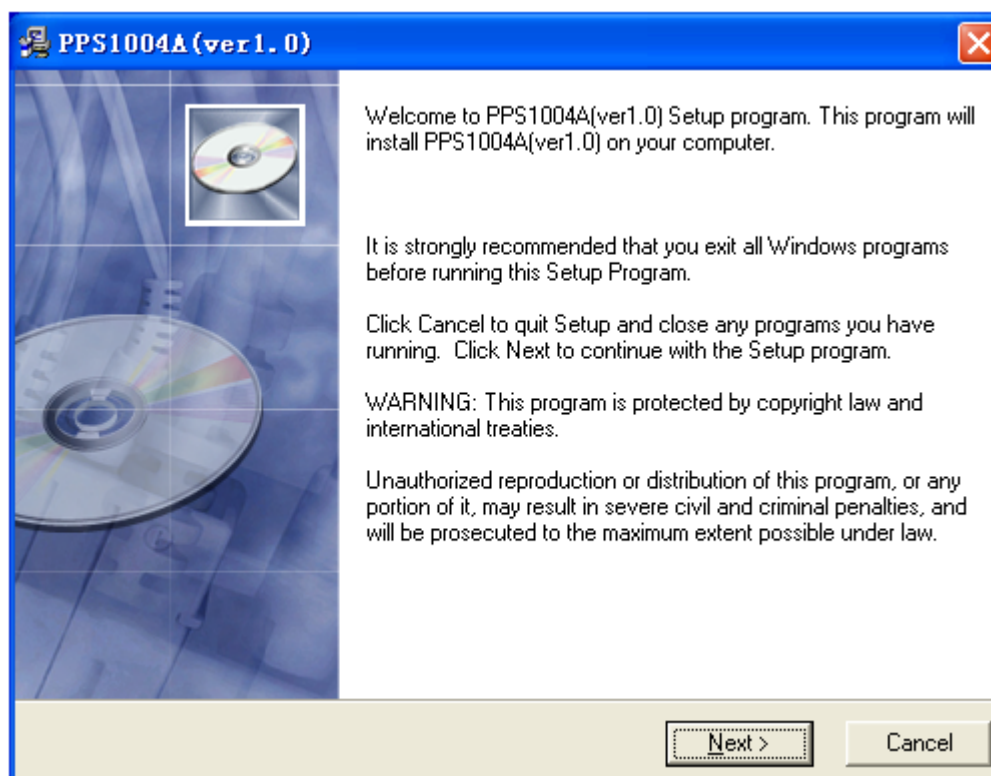 PPS1004A(ver1.0)
Welcome to PPS1004A(ver1.0) Setup program. This program will
install PPS1004A(ver1.0) on your computer.
It is strongly recommended that you exit all Windows programs
before running this Setup Program.
Click Cancel to quit Setup and close any programs you have
running.  Click Next to continue with the Setup program.
WARNING: This program is protected by copyright law and
international treaties.
Unauthorized reproduction or distribution of this program, or any
portion of it, may result in severe civil and criminal penalties, and
will be prosecuted to the maximum extent possible under law.
Next >
Cancel